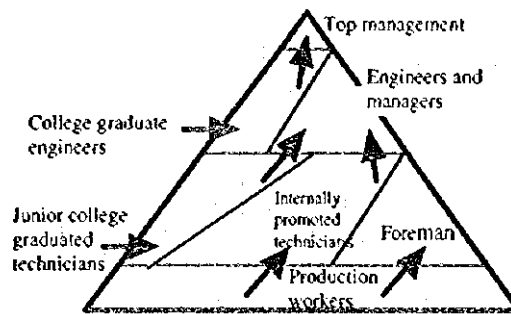 Top management
Engineers and
managers
College graduate
engineers
Junior college
graduated
technicians
Internally
promoted
technicians
Foreman
Production
workers